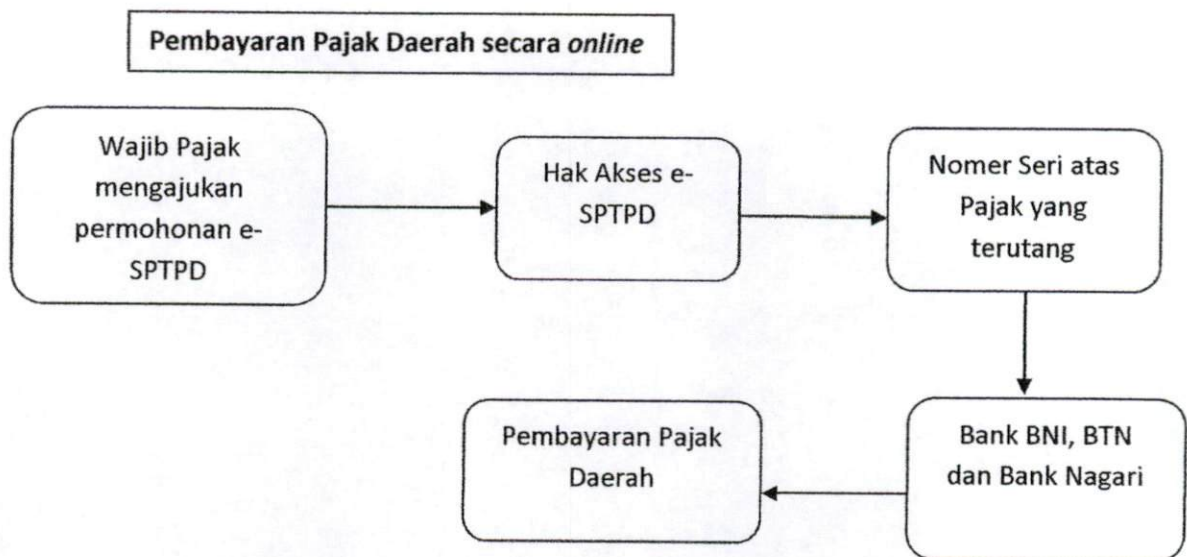 Pembayaran Pajak Daerah secara online
Wajib Pajak
mengajukan
permohonan e-
SPTPD
Hak Akses e-
SPTPD
Nomer Seri atas
Pajak yang
terutang
Bank BNI, BTN
dan Bank Nagari
Pembayaran Pajak
Daerah